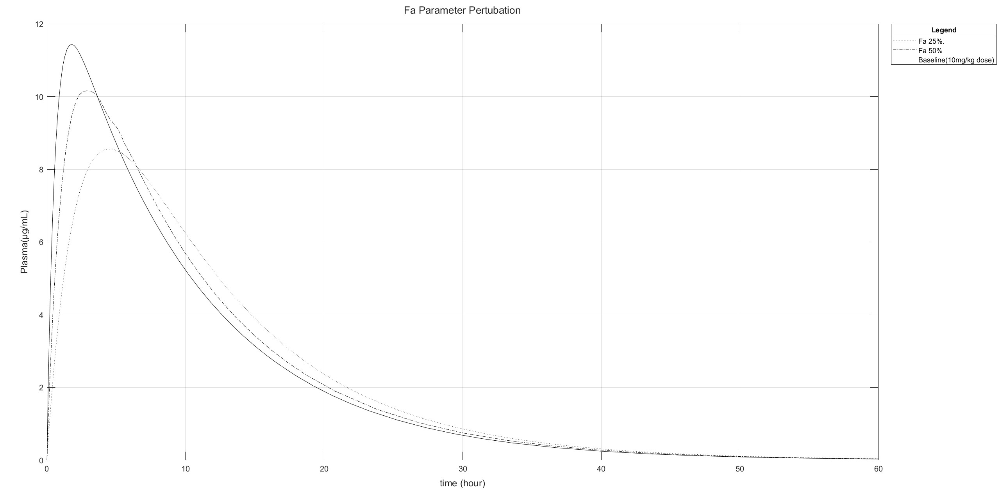 Fa Parameter Pertubation
12
10
8
6
4
2
0
Plasma(µg/mL)
0 10 20 30 40 50 60
time (hour)
Legend
Fa 25%.
Fa 50%
Baseline(10mg/kg dose)